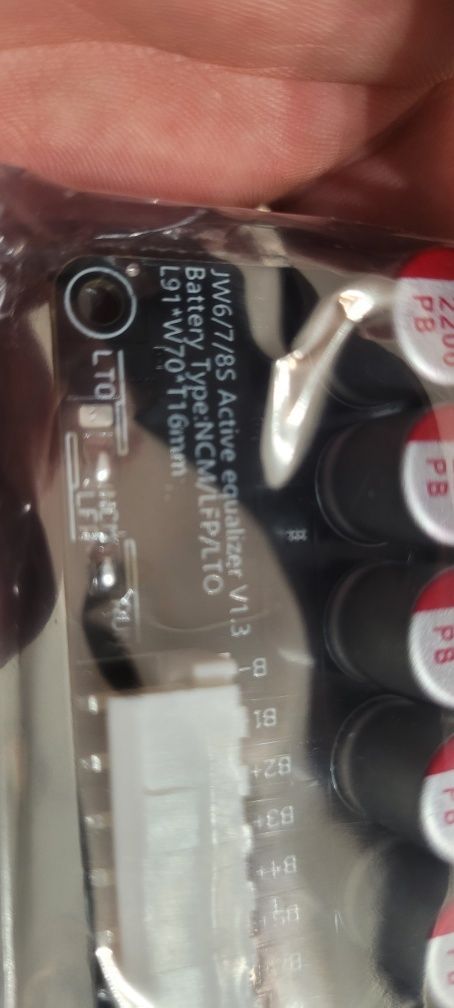 JW6/7/8S Active equalizer V1.3
Battery Type:NCM/LFP/LTO
L91*W70*T16mm
LTO
B-
B1
B2+
B3+
B4+
B5+
2200
PB
PB
PB